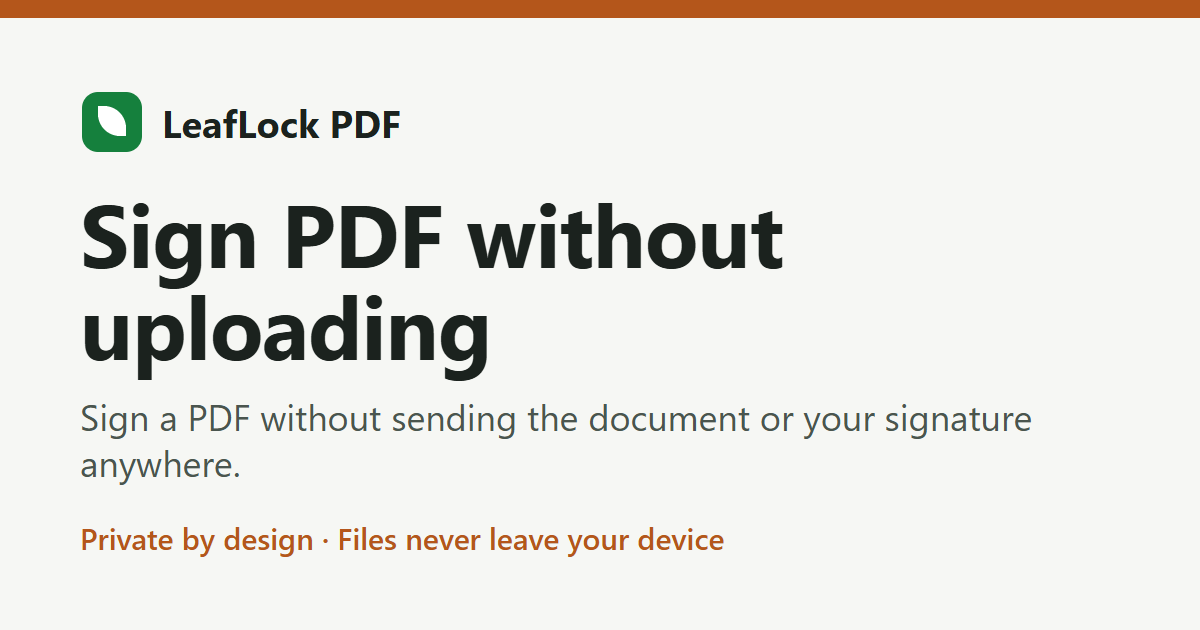 LeafLock PDF
Sign PDF without
uploading
Sign a PDF without sending the document or your signature
anywhere.
Private by design · Files never leave your device